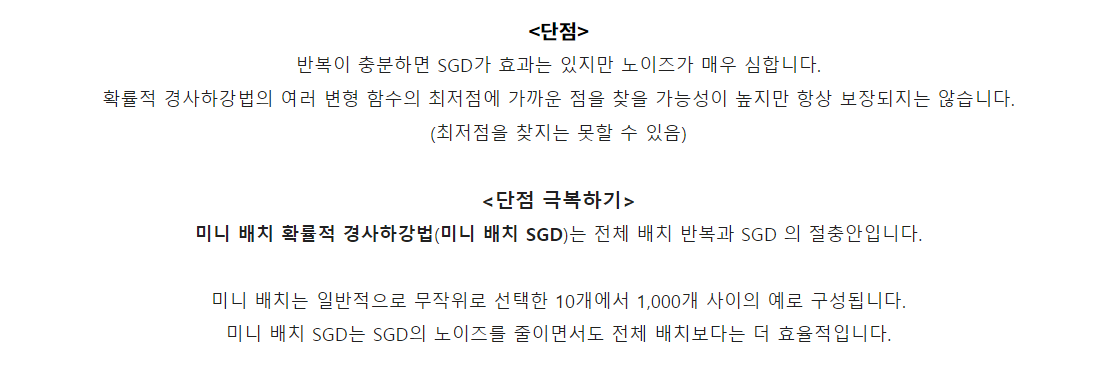 <단점>
반복이 충분하면 SGD가 효과는 있지만 노이즈가 매우 심합니다.
확률적 경사하강법의 여러 변형 함수의 최저점에 가까운 점을 찾을 가능성이 높지만 항상 보장되지는 않습니다.
(최저점을 찾지는 못할 수 있음)
<단점 극복하기>
미니 배치 확률적 경사하강법(미니 배치 SGD)는 전체 배치 반복과 SGD 의 절충안입니다.
미니 배치는 일반적으로 무작위로 선택한 10개에서 1,000개 사이의 예로 구성됩니다.
미니 배치 SGD는 SGD의 노이즈를 줄이면서도 전체 배치보다는 더 효율적입니다.